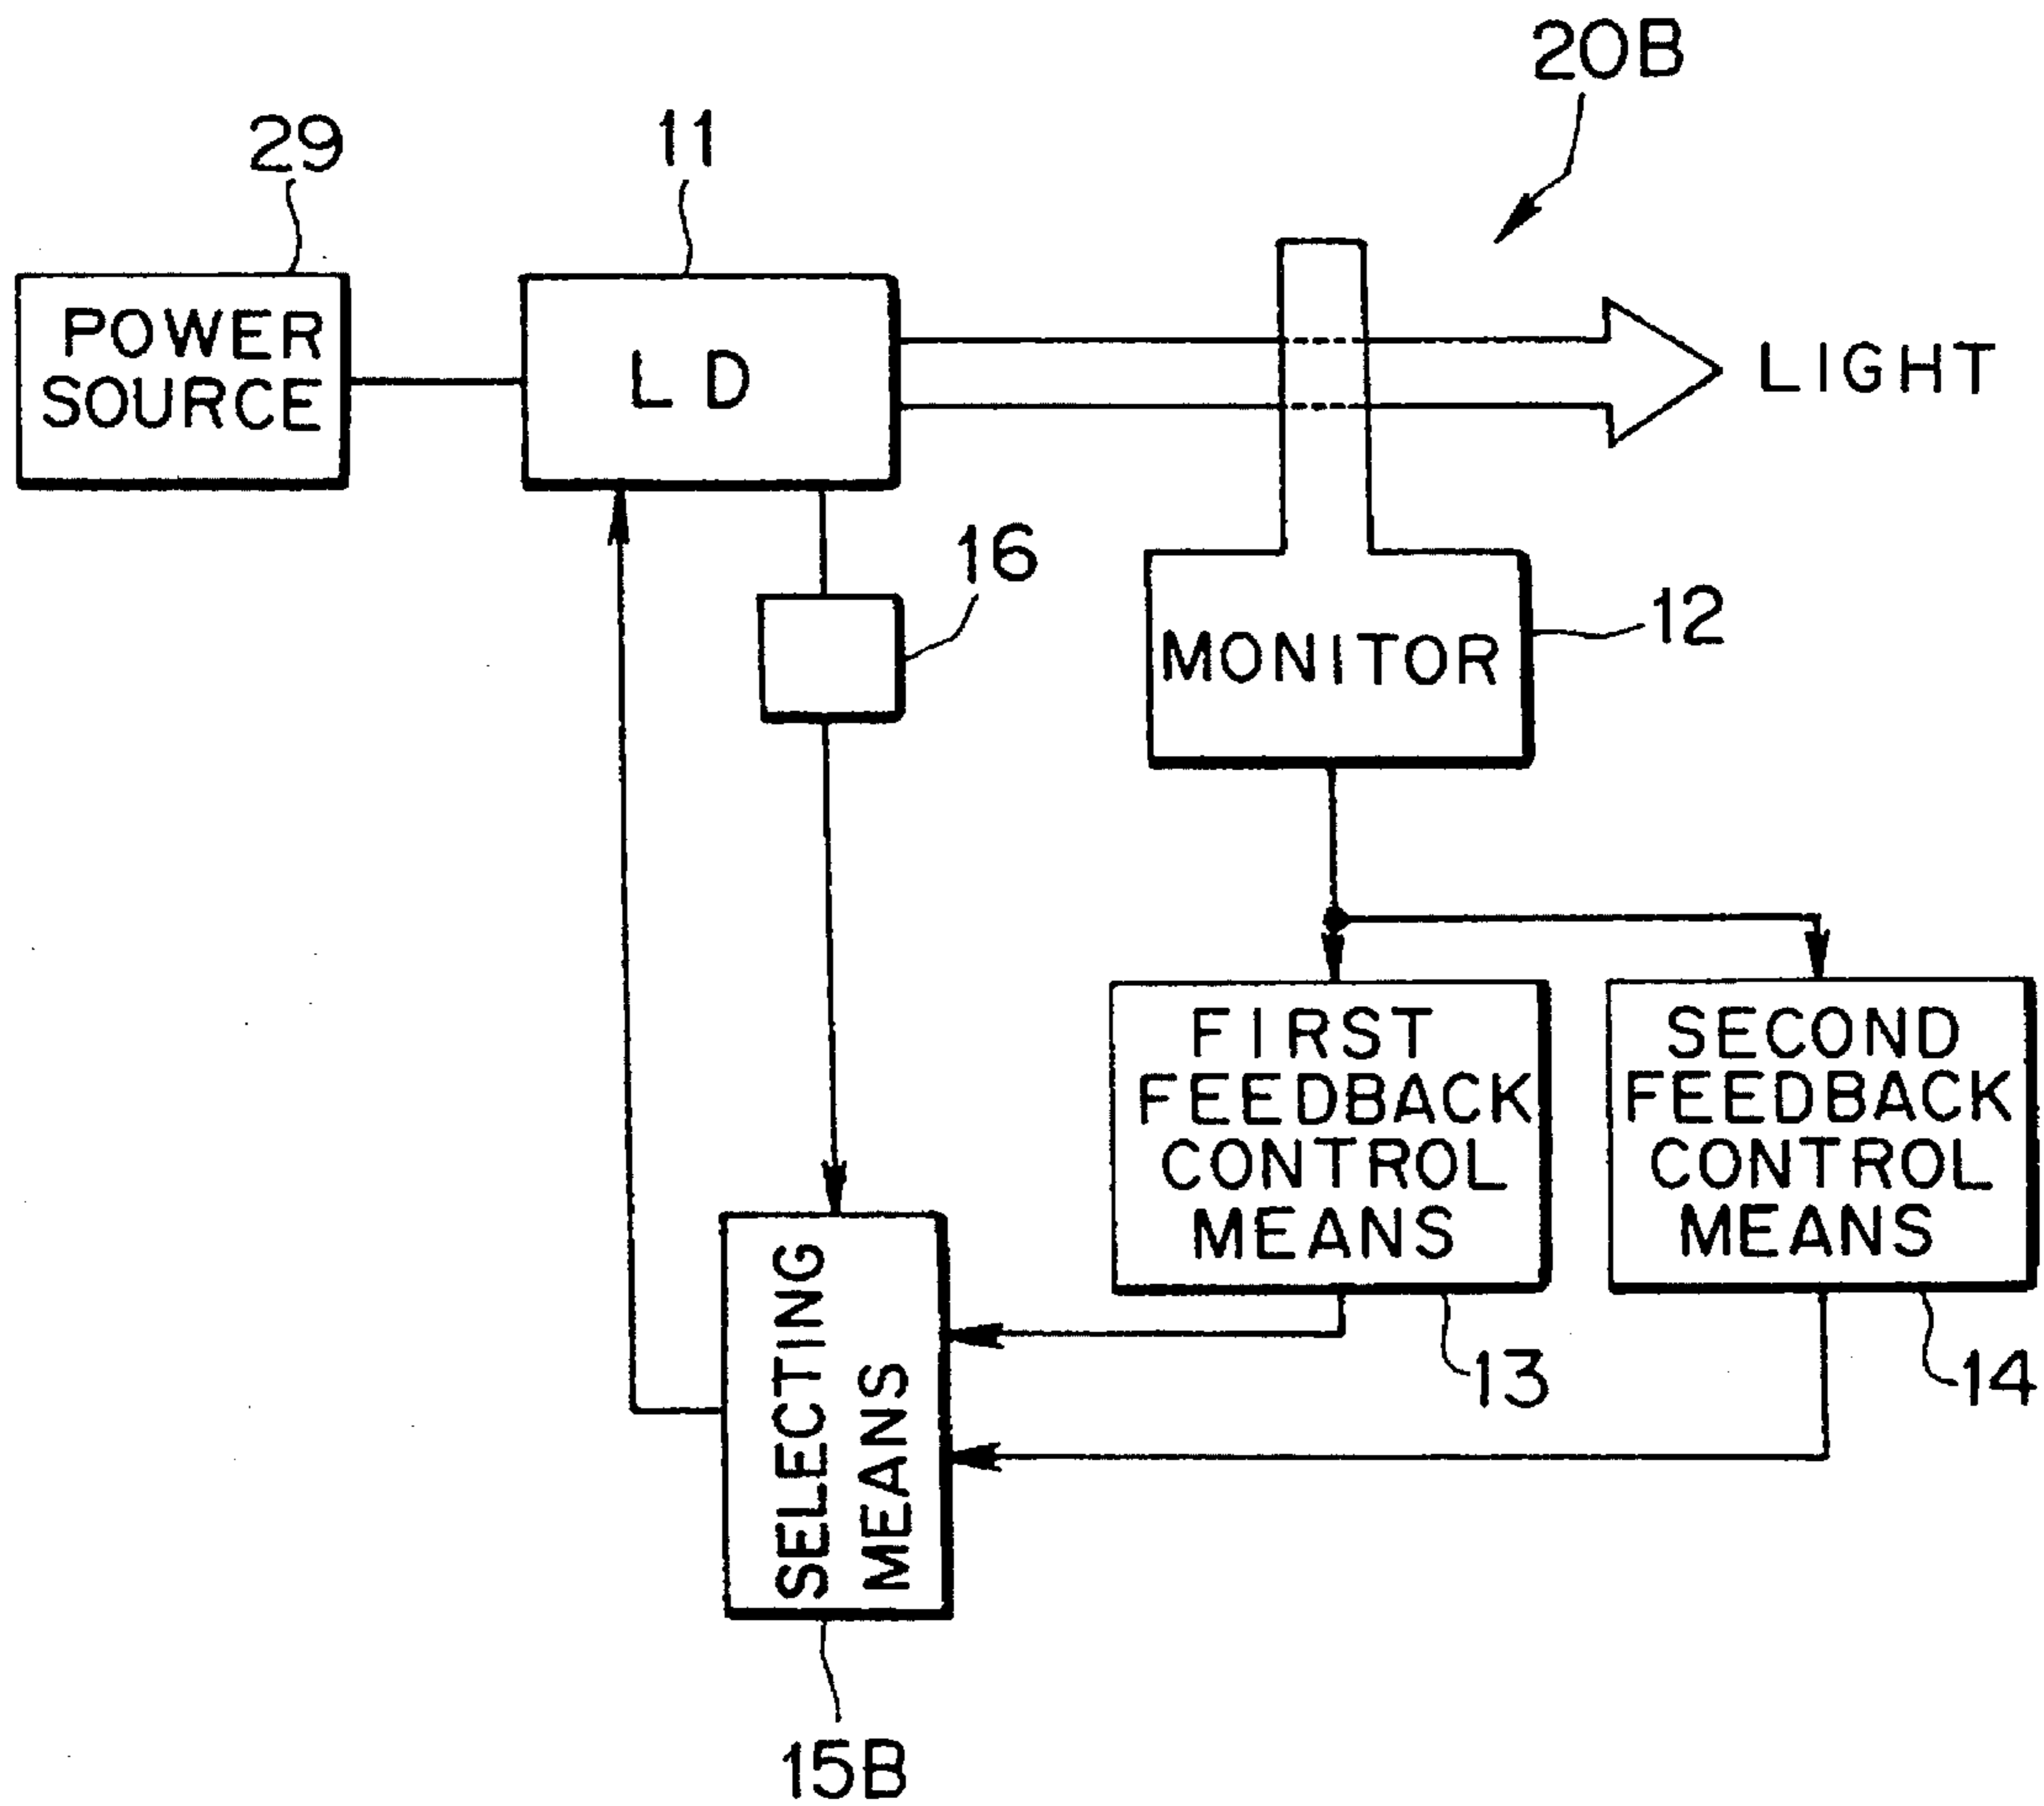 20B
29
11
POWER
SOURCE
LD
LIGHT
16
MONITOR
12
FIRST
FEEDBACK
CONTROL
MEANS
SECOND
FEEDBACK
CONTROL
MEANS
SELECTING
MEANS
13
14
15B